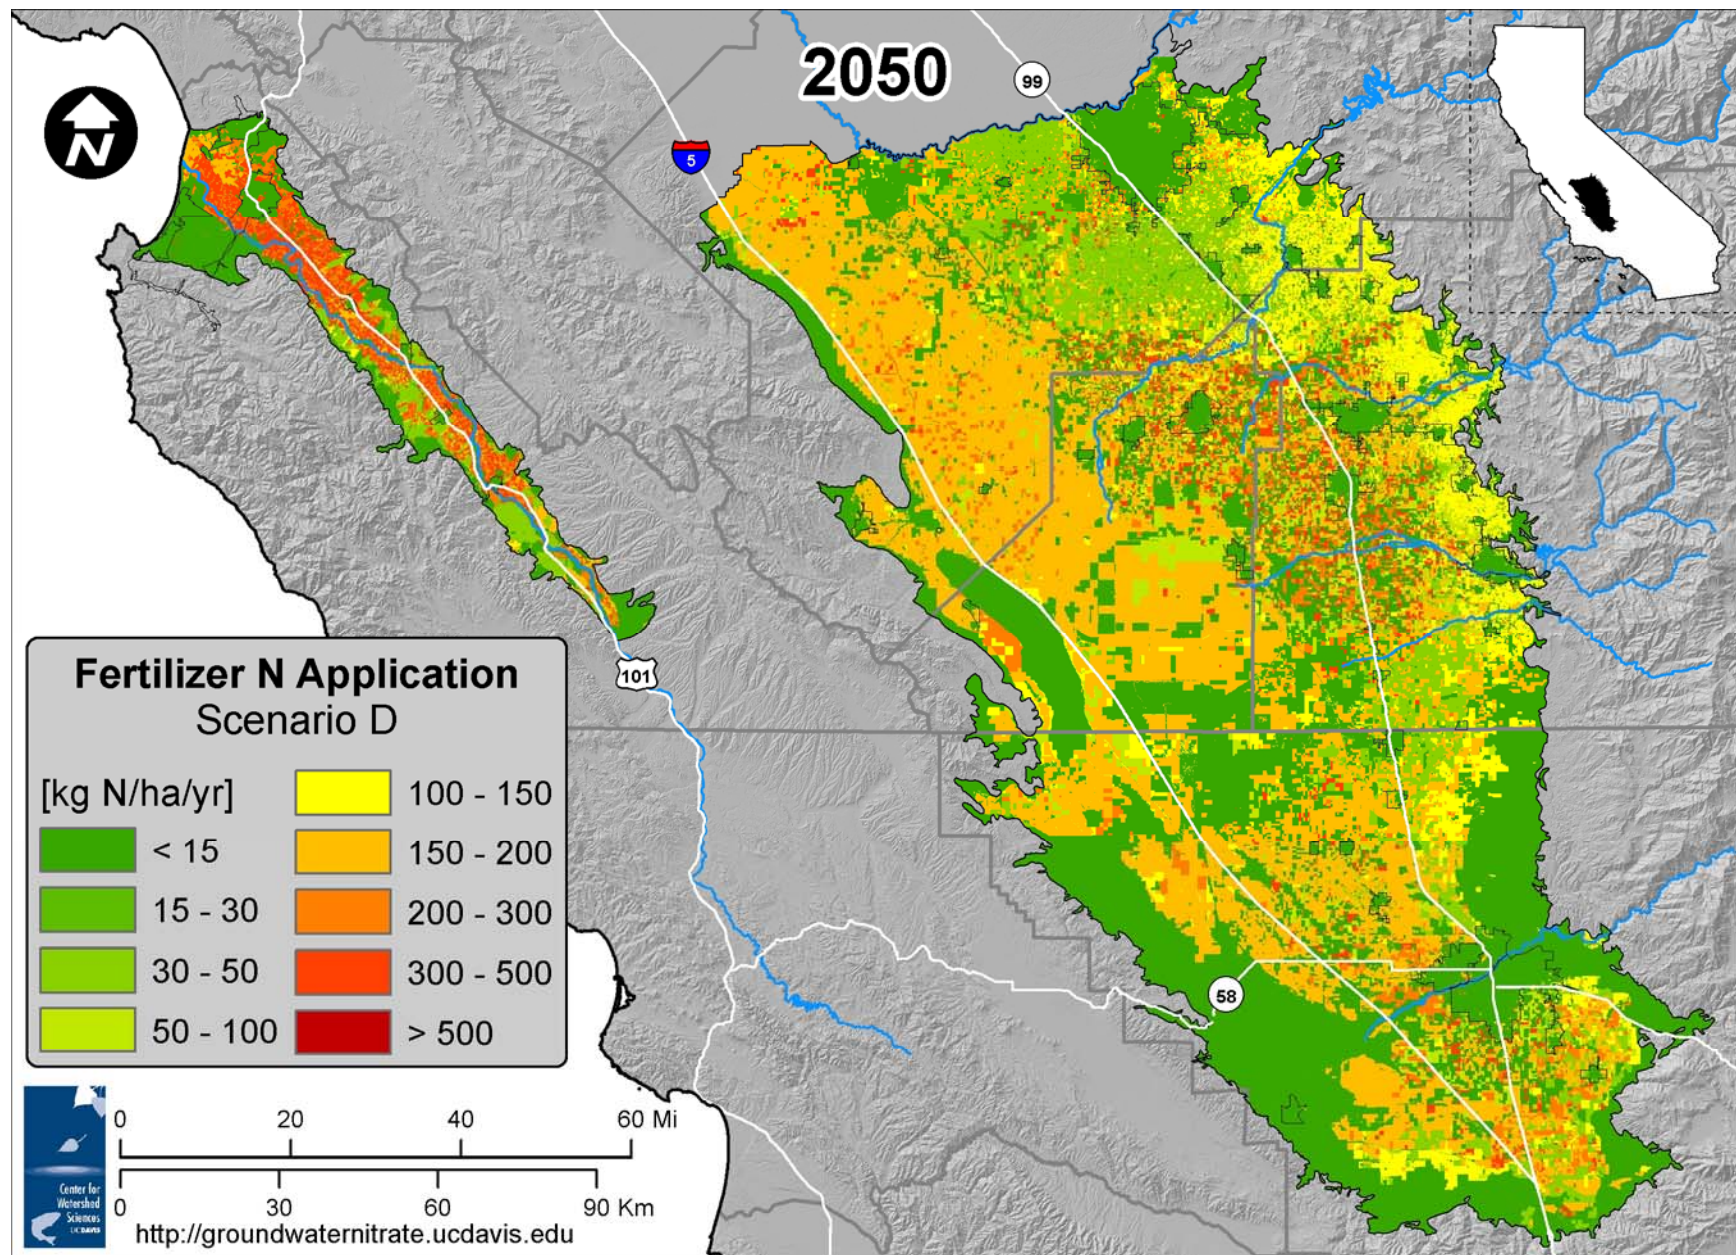 2050
99
5
N
101
58
Fertilizer N Application
Scenario D
[kg N/ha/yr]
< 15
15 - 30
30 - 50
50 - 100
100 - 150
150 - 200
200 - 300
300 - 500
> 500
0 20 40 60 Mi
0 30 60 90 Km
Center for
Watershed
Sciences
UC DAVIS
http://groundwaternitrate.ucdavis.edu